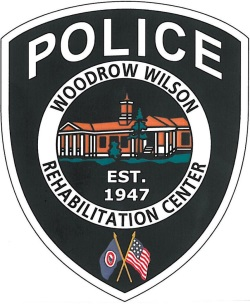 POLICE
WOODROW WILSON
REHABILITATION CENTER
EST.
1947